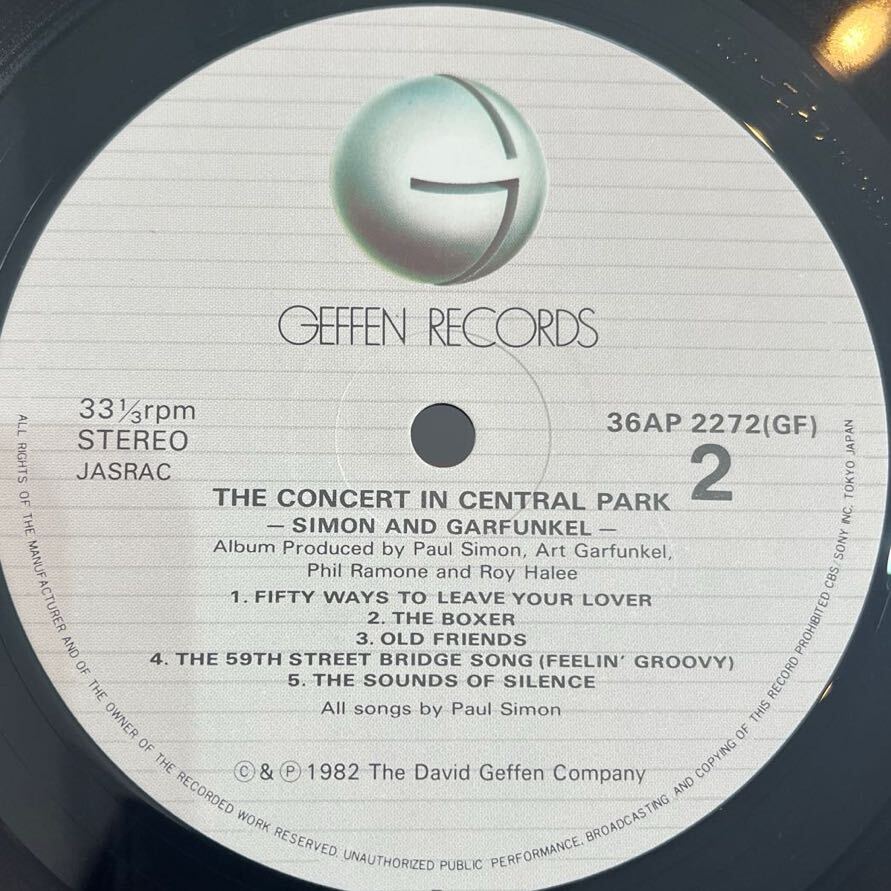 GEFFEN RECORDS
33⅓rpm
STEREO
JASRAC
36AP 2272(GF)
2
THE CONCERT IN CENTRAL PARK
— SIMON AND GARFUNKEL —
Album Produced by Paul Simon, Art Garfunkel,
Phil Ramone and Roy Halee
1. FIFTY WAYS TO LEAVE YOUR LOVER
2. THE BOXER
3. OLD FRIENDS
4. THE 59TH STREET BRIDGE SONG (FEELIN' GROOVY)
5. THE SOUNDS OF SILENCE
All songs by Paul Simon
Ⓒ & Ⓟ 1982 The David Geffen Company
ALL RIGHTS OF THE MANUFACTURER AND OF THE OWNER OF THE RECORDED WORK RESERVED. UNAUTHORIZED PUBLIC PERFORMANCE, BROADCASTING AND COPYING OF THIS RECORD PROHIBITED CBS/SONY INC. TOKYO JAPAN